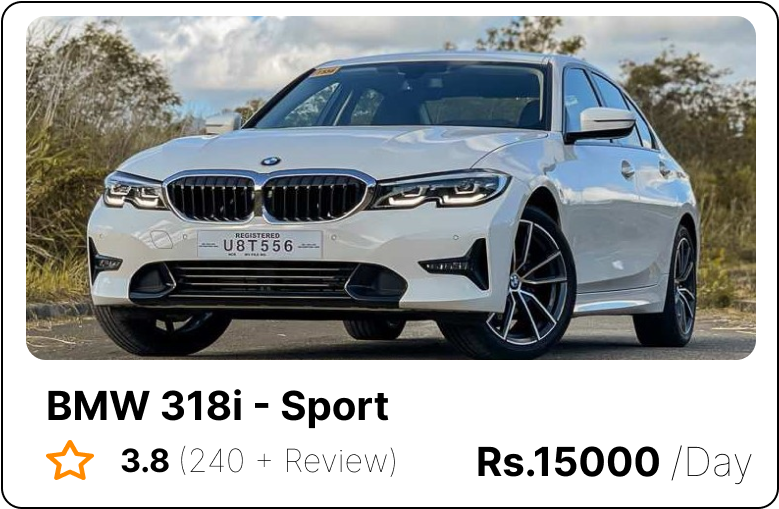 REGISTERED
U8T556
BMW 318i - Sport
3.8 (240 + Review)
Rs.15000 /Day